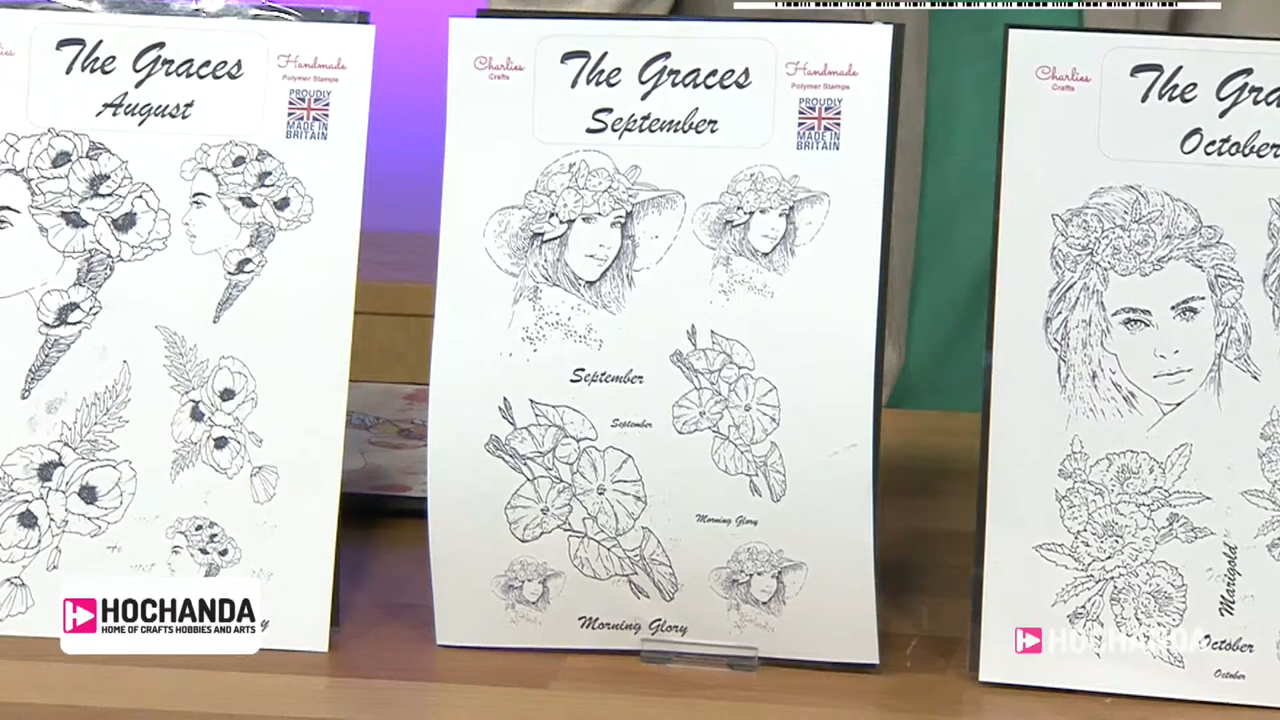 The Graces
August
Handmade
Polymer Stamps
PROUDLY
MADE IN
BRITAIN
HOCHANDA
HOME OF CRAFTS HOBBIES AND ARTS
Charlies
Crafts
The Graces
September
Handmade
Polymer Stamps
PROUDLY
MADE IN
BRITAIN
September
September
Morning Glory
Morning Glory
Charlies
Crafts
The Gra
October
Marigold
October
October
HOCHANDA